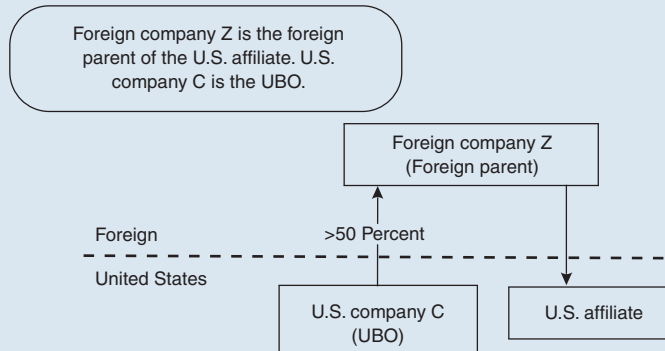 Foreign company Z is the foreign
parent of the U.S. affiliate. U.S.
company C is the UBO.
Foreign company Z
(Foreign parent)
Foreign
>50 Percent
United States
U.S. company C
(UBO)
U.S. affiliate